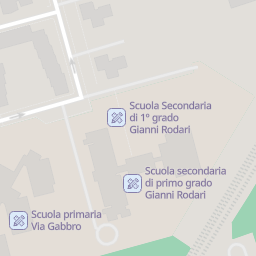 Scuola Secondaria
di 1° grado
Gianni Rodari
Scuola secondaria
di primo grado
Gianni Rodari
Scuola primaria
Via Gabbro